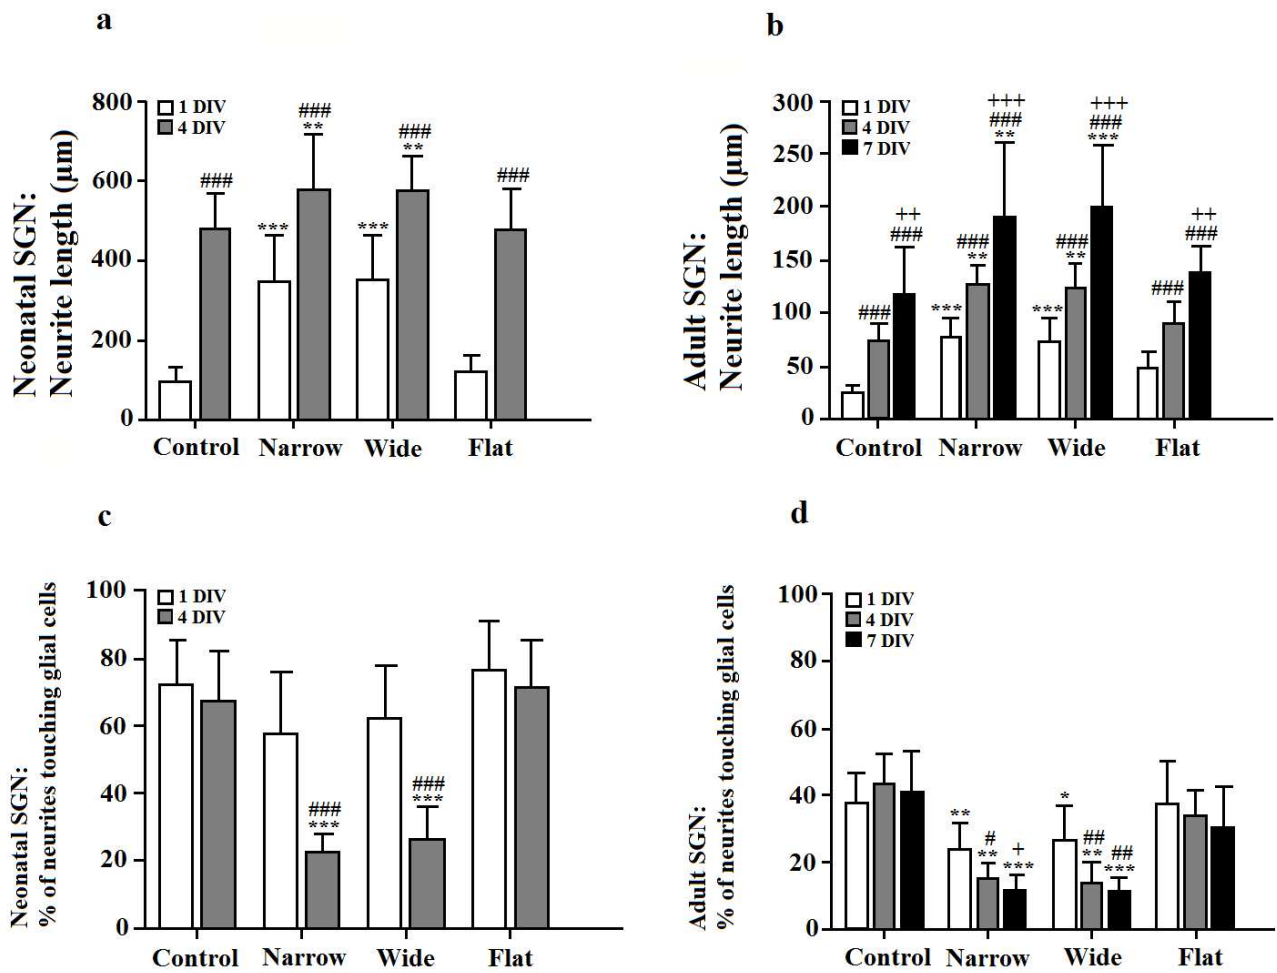 a
Neonatal SGN:
Neurite length (µm)
800
600
400
200
0
1 DIV
4 DIV
###
***
###
**
***
###
**
###
Control
Narrow
Wide
Flat
b
Adult SGN:
Neurite length (µm)
300
250
200
150
100
50
0
1 DIV
4 DIV
7 DIV
###
++
###
***
###
**
+++
###
**
***
###
**
+++
###
***
###
++
###
Control
Narrow
Wide
Flat
c
Neonatal SGN:
% of neurites touching glial cells
100
80
60
40
20
0
1 DIV
4 DIV
###
***
###
***
Control
Narrow
Wide
Flat
d
Adult SGN:
% of neurites touching glial cells
100
80
60
40
20
0
1 DIV
4 DIV
7 DIV
**
#
**
+
***
*
##
**
##
***
Control
Narrow
Wide
Flat